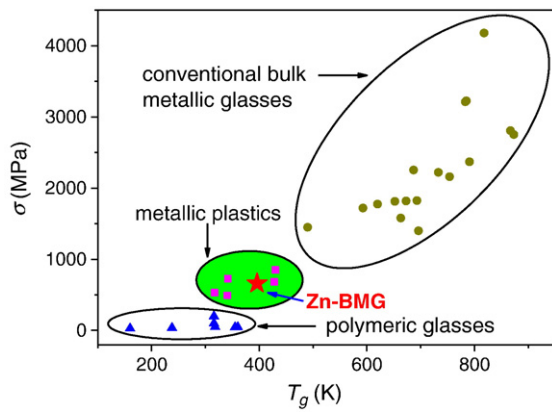 4000
3000
2000
1000
0
σ (MPa)
conventional bulk
metallic glasses
metallic plastics
Zn-BMG
polymeric glasses
200
400
600
800
T_g (K)